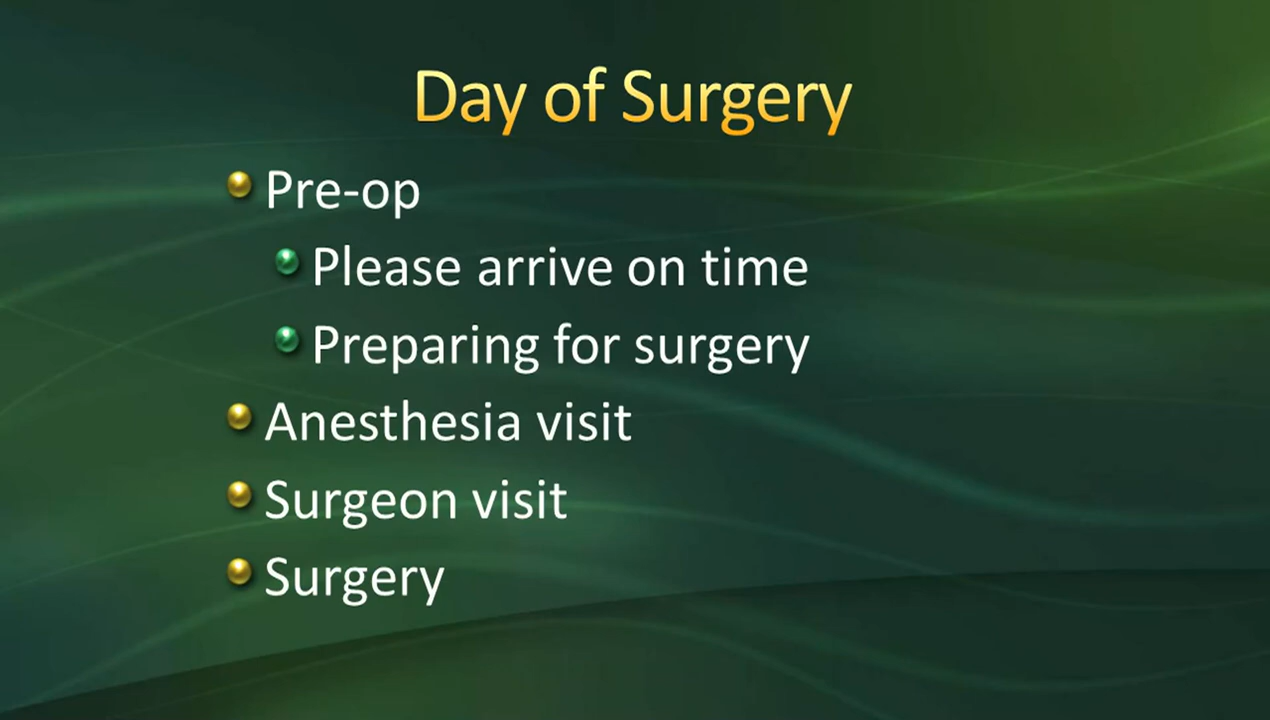 Day of Surgery
Pre-op
Please arrive on time
Preparing for surgery
Anesthesia visit
Surgeon visit
Surgery